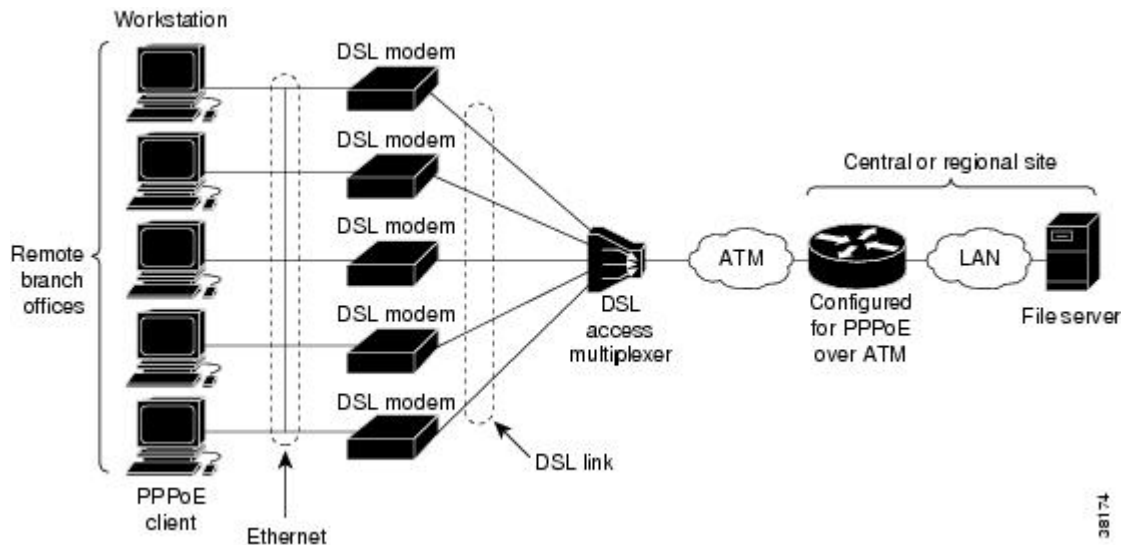 Workstation
DSL modem
DSL modem
DSL modem
DSL modem
DSL modem
Remote
branch
offices
PPPoE
client
Ethernet
DSL link
DSL
access
multiplexer
ATM
Central or regional site
Configured
for PPPoE
over ATM
LAN
File server
38174